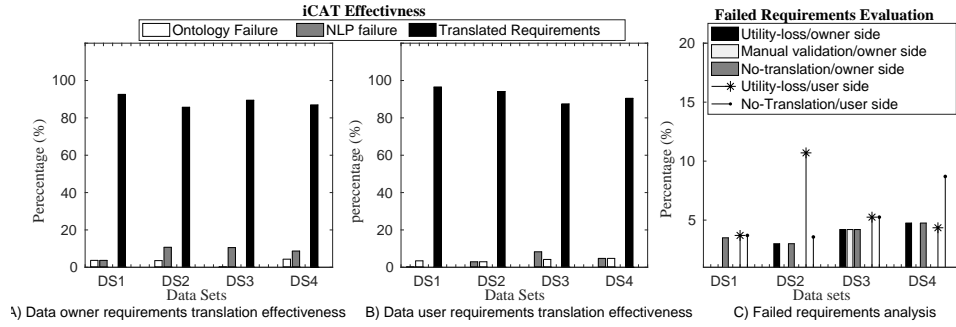 iCAT Effectivness
Ontology Failure NLP failure Translated Requirements
Perecentage (%)
100
80
60
40
20
0
DS1 DS2 DS3 DS4
Data Sets
A) Data owner requirements translation effectiveness
perecentage (%)
100
80
60
40
20
0
DS1 DS2 DS3 DS4
Data Sets
B) Data user requirements translation effectiveness
Failed Requirements Evaluation
Utility-loss/owner side
Manual validation/owner side
No-translation/owner side
Utility-loss/user side
No-Translation/user side
Perecentage (%)
20
15
10
5
DS1 DS2 DS3 DS4
Data Sets
C) Failed requirements analysis